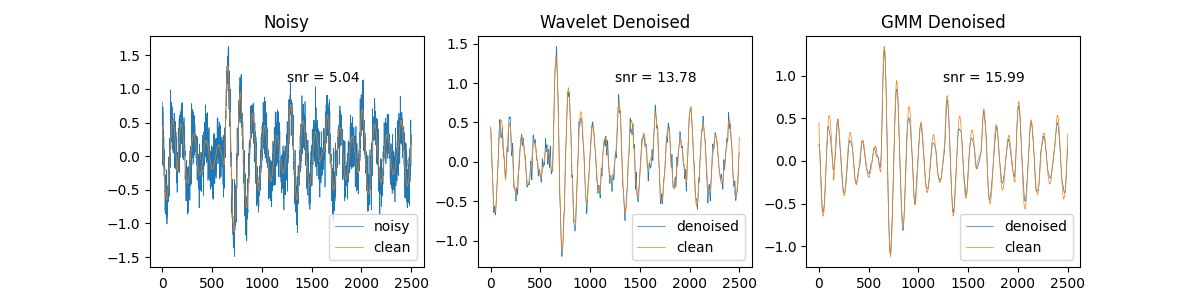 Noisy
1.5
1.0
0.5
0.0
−0.5
−1.0
−1.5
snr = 5.04
noisy
clean
0 500 1000 1500 2000 2500
Wavelet Denoised
1.5
1.0
0.5
0.0
−0.5
−1.0
snr = 13.78
denoised
clean
0 500 1000 1500 2000 2500
GMM Denoised
1.0
0.5
0.0
−0.5
−1.0
snr = 15.99
denoised
clean
0 500 1000 1500 2000 2500